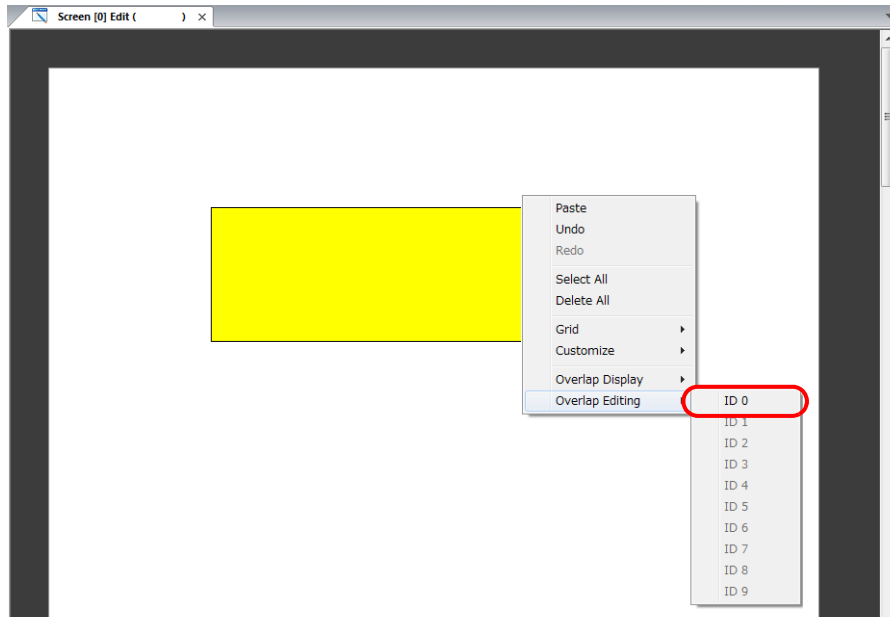 Screen [0] Edit ( )
Paste
Undo
Redo
Select All
Delete All
Grid
Customize
Overlap Display
Overlap Editing
ID 0
ID 1
ID 2
ID 3
ID 4
ID 5
ID 6
ID 7
ID 8
ID 9